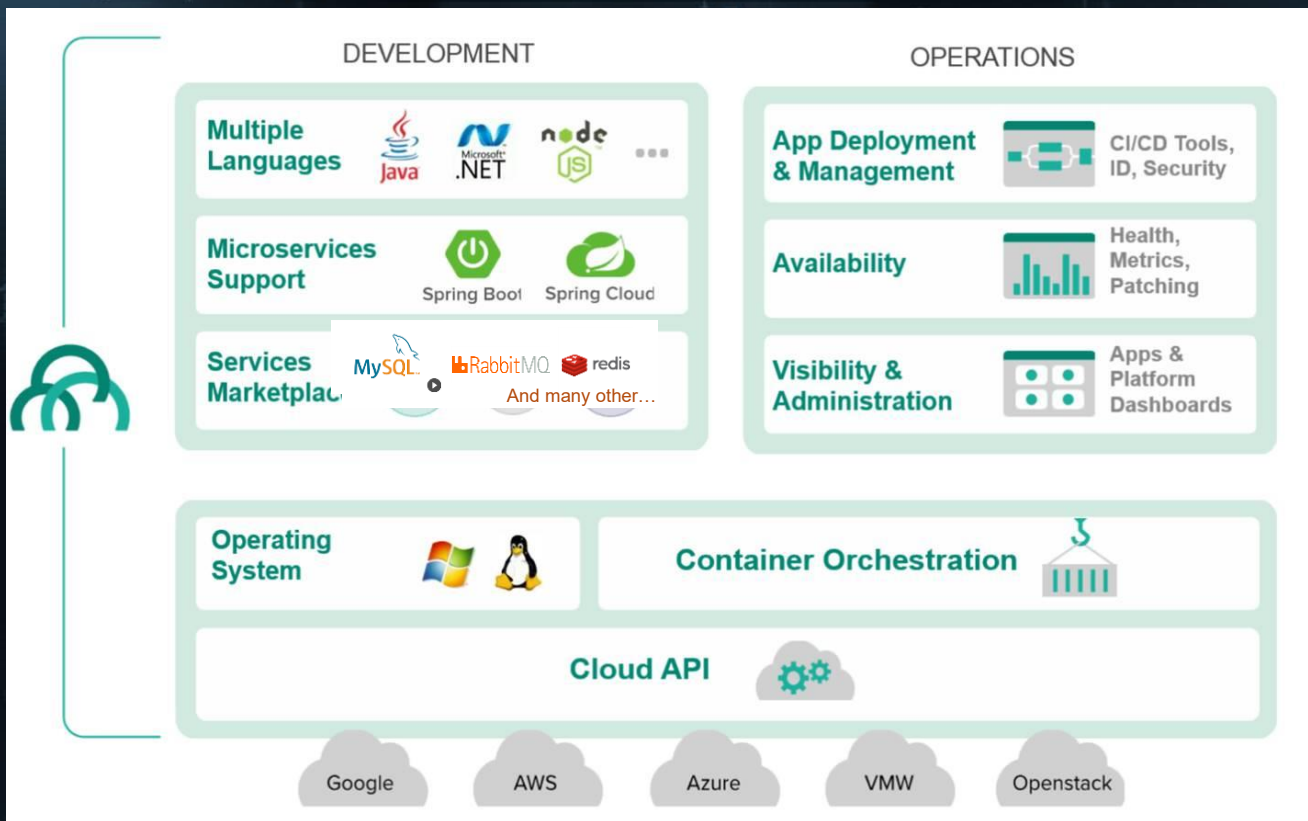 DEVELOPMENT
OPERATIONS
Multiple
Languages
Java
Microsoft
.NET
node
JS
Microservices
Support
Spring Boot
Spring Cloud
Services
Marketplac
MySQL
RabbitMQ
redis
And many other…
App Deployment
& Management
CI/CD Tools,
ID, Security
Availability
Health,
Metrics,
Patching
Visibility &
Administration
Apps &
Platform
Dashboards
Operating
System
Container Orchestration
Cloud API
Google
AWS
Azure
VMW
Openstack